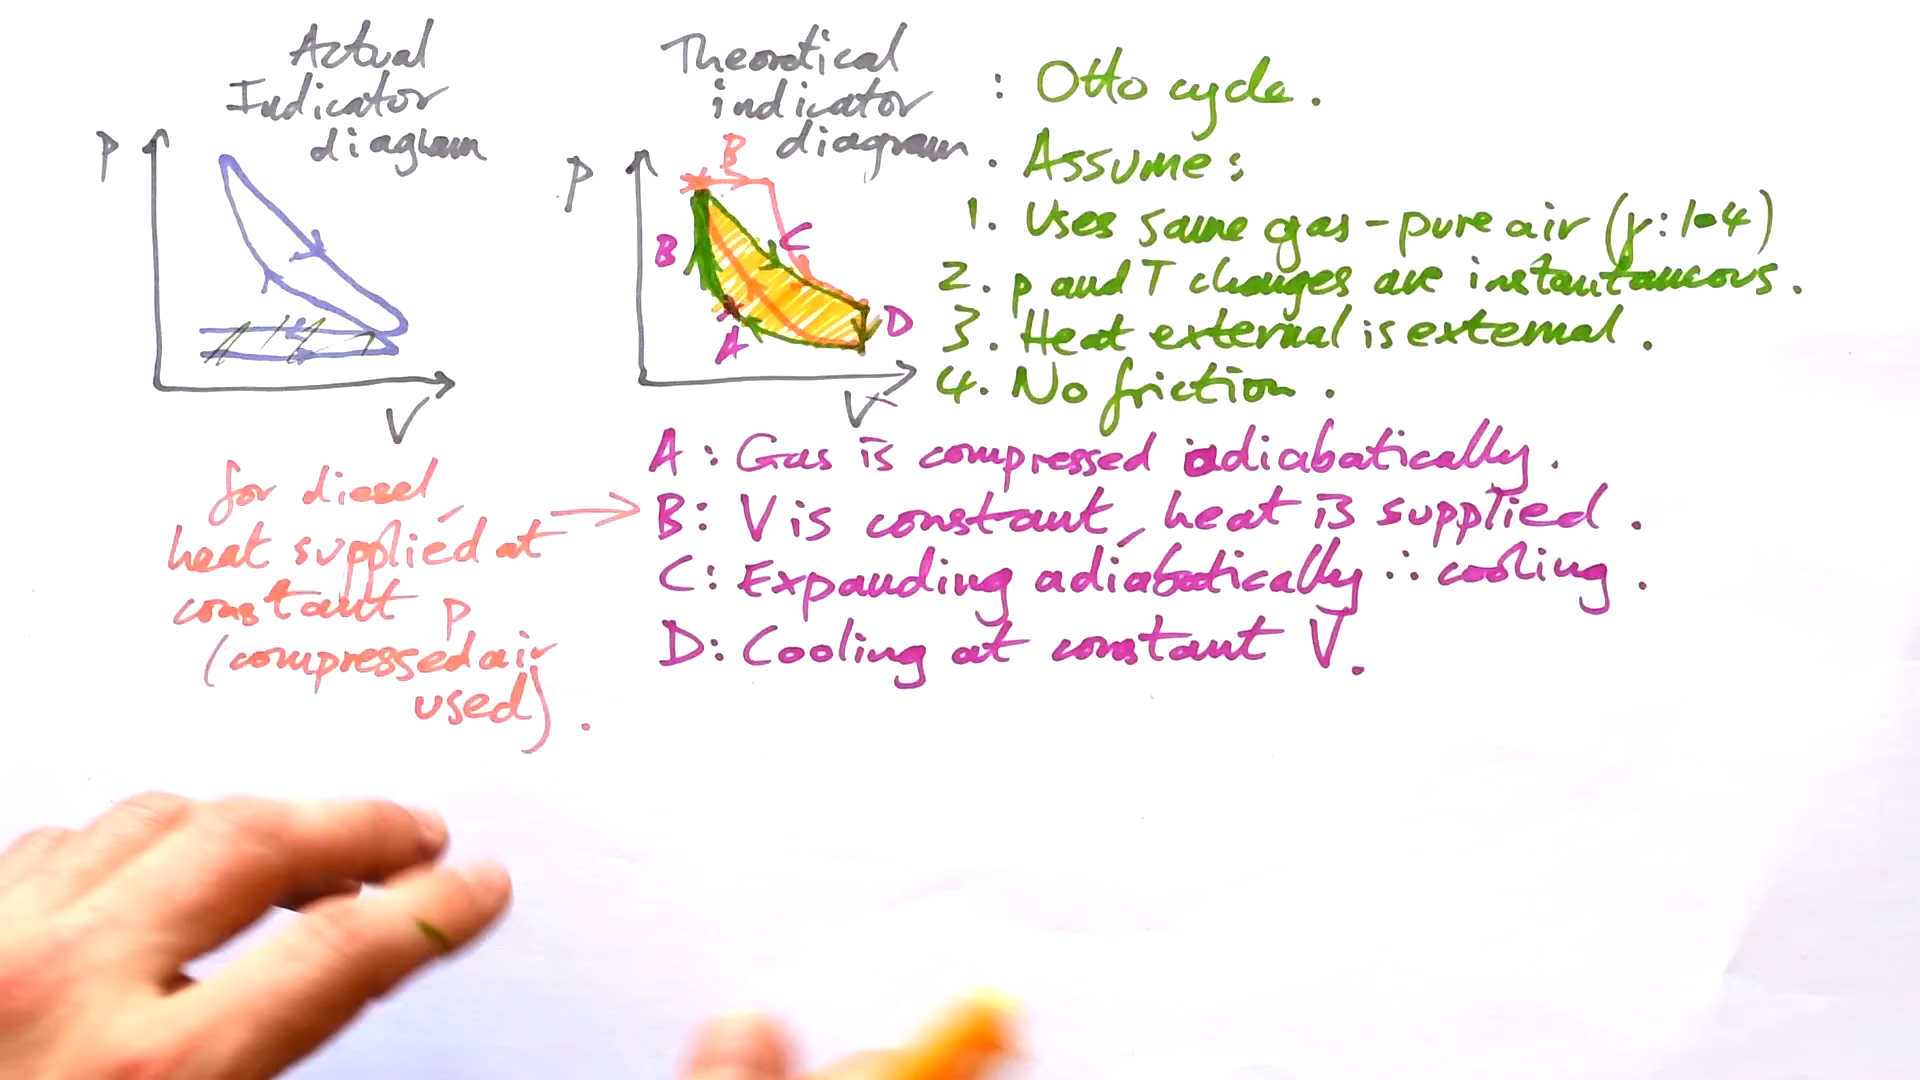 Actual
Indicator
diagram
P
V
Theoretical
indicator
diagram
P
V
B
B
C
A
D
: Otto cycle.
. Assume:
1. Uses same gas - pure air (γ: 1.4)
2. p and T changes are instantaneous.
3. Heat external is external.
4. No friction.
A: Gas is compressed adiabatically.
B: V is constant, heat is supplied.
C: Expanding adiabatically ∴ cooling.
D: Cooling at constant V.
for diesel,
heat supplied at
constant p
(compressed air
used).